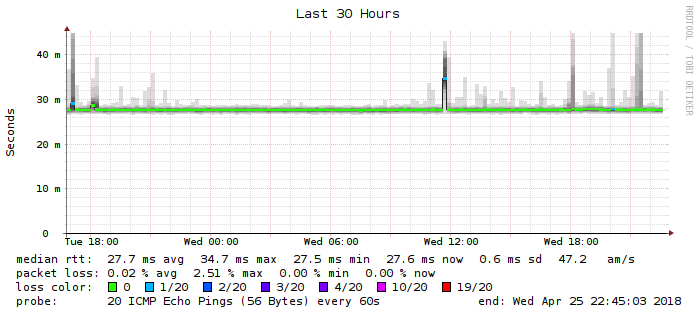 Last 30 Hours
RRDTOOL / TOBI OETIKER
Seconds
40 m
30 m
20 m
10 m
0
Tue 18:00 Wed 00:00 Wed 06:00 Wed 12:00 Wed 18:00
median rtt: 27.7 ms avg 34.7 ms max 27.5 ms min 27.6 ms now 0.6 ms sd 47.2 am/s
packet loss: 0.02 % avg 2.51 % max 0.00 % min 0.00 % now
loss color: 0 1/20 2/20 3/20 4/20 10/20 19/20
probe: 20 ICMP Echo Pings (56 Bytes) every 60s end: Wed Apr 25 22:45:03 2018